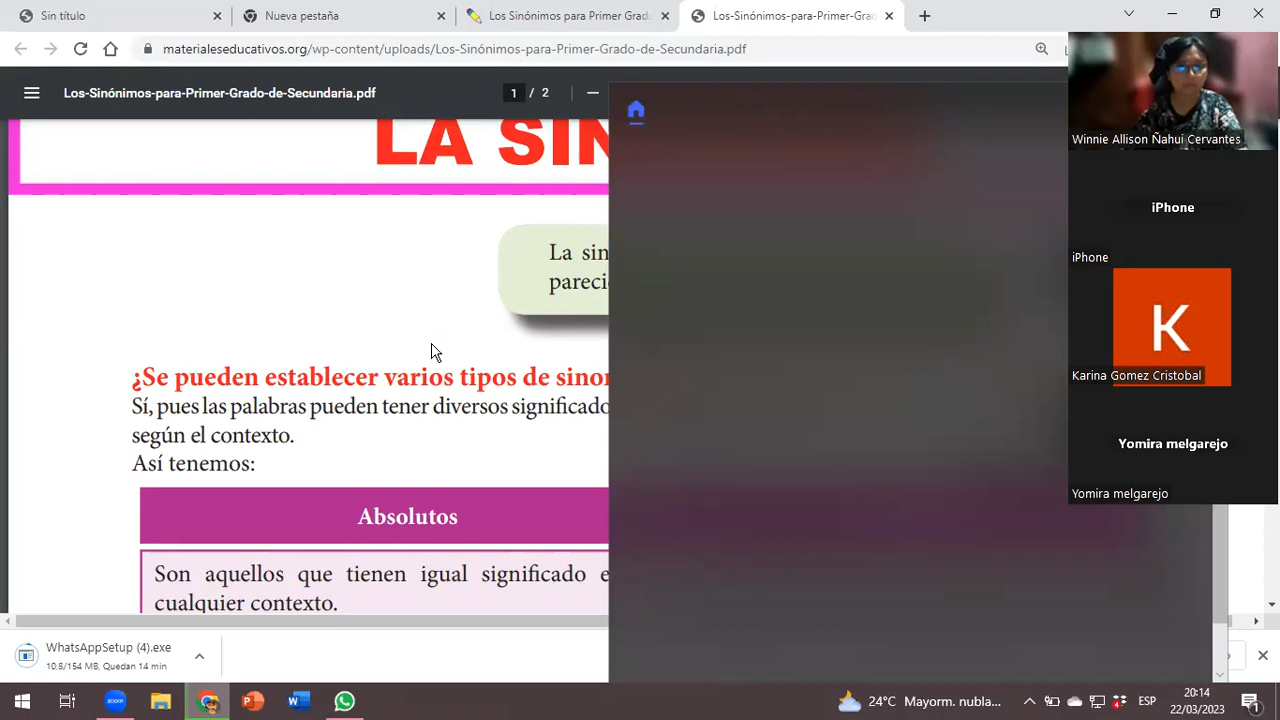 Sin título
Nueva pestaña
Los Sinónimos para Primer Grad
Los-Sinónimos-para-Primer-Gra
materialeseducativos.org/wp-content/uploads/Los-Sinónimos-para-Primer-Grado-de-Secundaria.pdf
Los-Sinónimos-para-Primer-Grado-de-Secundaria.pdf
1 / 2
LA SIN
La sin
pareci
¿Se pueden establecer varios tipos de sinon
Sí, pues las palabras pueden tener diversos significado
según el contexto.
Así tenemos:
Absolutos
Son aquellos que tienen igual significado e
cualquier contexto.
Winnie Allison Ñahui Cervantes
iPhone
iPhone
K
Karina Gomez Cristobal
Yomira melgarejo
Yomira melgarejo
WhatsAppSetup (4).exe
10,8/154 MB, Quedan 14 min
zoom
24°C Mayorm. nubla...
ESP
20:14
22/03/2023